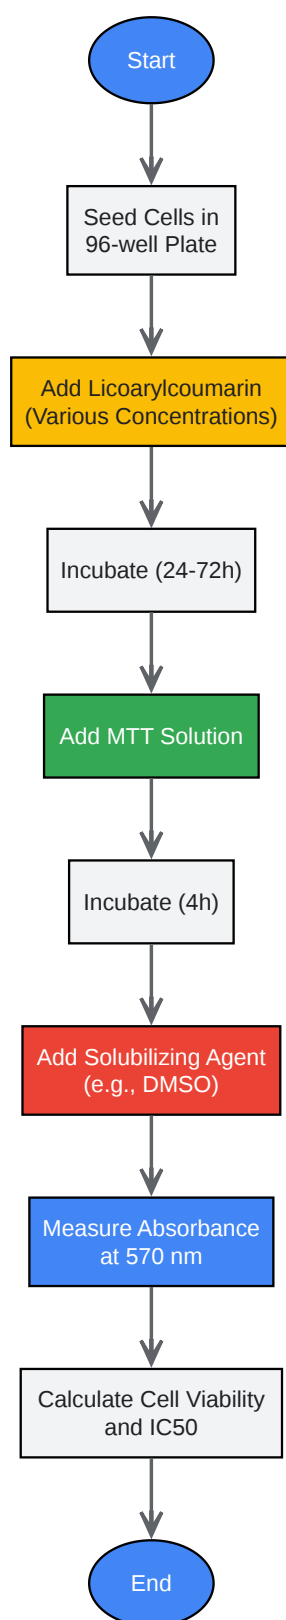 Start
Seed Cells in
96-well Plate
Add Licoarylcoumarin
(Various Concentrations)
Incubate (24-72h)
Add MTT Solution
Incubate (4h)
Add Solubilizing Agent
(e.g., DMSO)
Measure Absorbance
at 570 nm
Calculate Cell Viability
and IC50
End